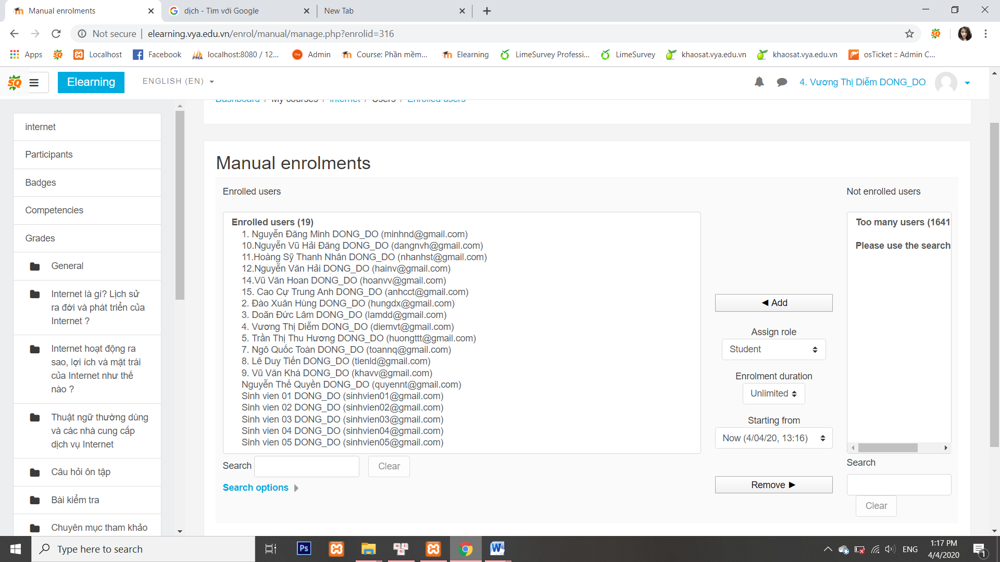 Manual enrolments
dịch - Tìm với Google
New Tab
Not secure
elearning.vya.edu.vn/enrol/manual/manage.php?enrolid=316
Apps
Localhost
Facebook
localhost:8080 / 12...
Admin
Course: Phần mềm...
Elearning
LimeSurvey Professi...
LimeSurvey
khaosat.vya.edu.vn
khaosat.vya.edu.vn
osTicket :: Admin C...
Elearning
ENGLISH (EN)
4. Vương Thị Diễm DONG_DO
Dashboard / My courses / internet / Users / Enrolled users
internet
Participants
Badges
Competencies
Grades
General
Internet là gì? Lịch sử
ra đời và phát triển của
Internet ?
Internet hoạt động ra
sao, lợi ích và mặt trái
của Internet như thế
nào ?
Thuật ngữ thường dùng
và các nhà cung cấp
dịch vụ Internet
Câu hỏi ôn tập
Bài kiểm tra
Chuyên mục tham khảo
Manual enrolments
Enrolled users
Enrolled users (19)
1. Nguyễn Đăng Minh DONG_DO (minhnd@gmail.com)
10.Nguyễn Vũ Hải Đăng DONG_DO (dangnvh@gmail.com)
11.Hoàng Sỹ Thanh Nhân DONG_DO (nhanhst@gmail.com)
12.Nguyễn Văn Hải DONG_DO (hainv@gmail.com)
14.Vũ Văn Hoan DONG_DO (hoanvv@gmail.com)
15. Cao Cự Trung Anh DONG_DO (anhcct@gmail.com)
2. Đào Xuân Hùng DONG_DO (hungdx@gmail.com)
3. Doãn Đức Lâm DONG_DO (lamdd@gmail.com)
4. Vương Thị Diễm DONG_DO (diemvt@gmail.com)
5. Trần Thị Thu Hương DONG_DO (huongttt@gmail.com)
7. Ngô Quốc Toàn DONG_DO (toannq@gmail.com)
8. Lê Duy Tiến DONG_DO (tienld@gmail.com)
9. Vũ Văn Khá DONG_DO (khavv@gmail.com)
Nguyễn Thế Quyền DONG_DO (quyennt@gmail.com)
Sinh vien 01 DONG_DO (sinhvien01@gmail.com)
Sinh vien 02 DONG_DO (sinhvien02@gmail.com)
Sinh vien 03 DONG_DO (sinhvien03@gmail.com)
Sinh vien 04 DONG_DO (sinhvien04@gmail.com)
Sinh vien 05 DONG_DO (sinhvien05@gmail.com)
Search
Clear
Search options
◄ Add
Assign role
Student
Enrolment duration
Unlimited
Starting from
Now (4/04/20, 13:16)
Remove ►
Not enrolled users
Too many users (1641
Please use the search
Search
Clear
Type here to search
ENG
1:17 PM
4/4/2020
1